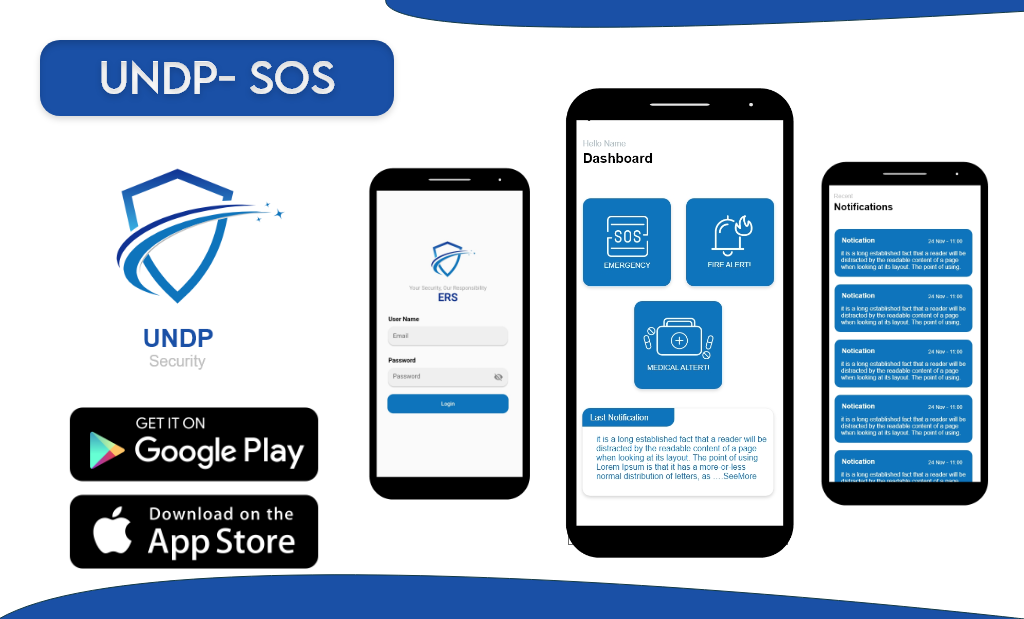 UNDP- SOS
UNDP
Security
GET IT ON
Google Play
Download on the
App Store
Your Security, Our Responsibility
ERS
User Name
Email
Password
Password
Login
Hello Name
Dashboard
SOS
EMERGENCY
FIRE ALERT!
MEDICAL ALTERT!
Last Notification
it is a long established fact that a reader will be
distracted by the readable content of a page
when looking at its layout. The point of using
Lorem Ipsum is that it has a more-or-less
normal distribution of letters, as ....SeeMore
Recent
Notifications
Notication 24 Nov - 11:00
it is a long established fact that a reader will be
distracted by the readable content of a page
when looking at its layout. The point of using.
Notication 24 Nov - 11:00
it is a long established fact that a reader will be
distracted by the readable content of a page
when looking at its layout. The point of using.
Notication 24 Nov - 11:00
it is a long established fact that a reader will be
distracted by the readable content of a page
when looking at its layout. The point of using.
Notication 24 Nov - 11:00
it is a long established fact that a reader will be
distracted by the readable content of a page
when looking at its layout. The point of using.
Notication 24 Nov - 11:00
it is a long established fact that a reader will be